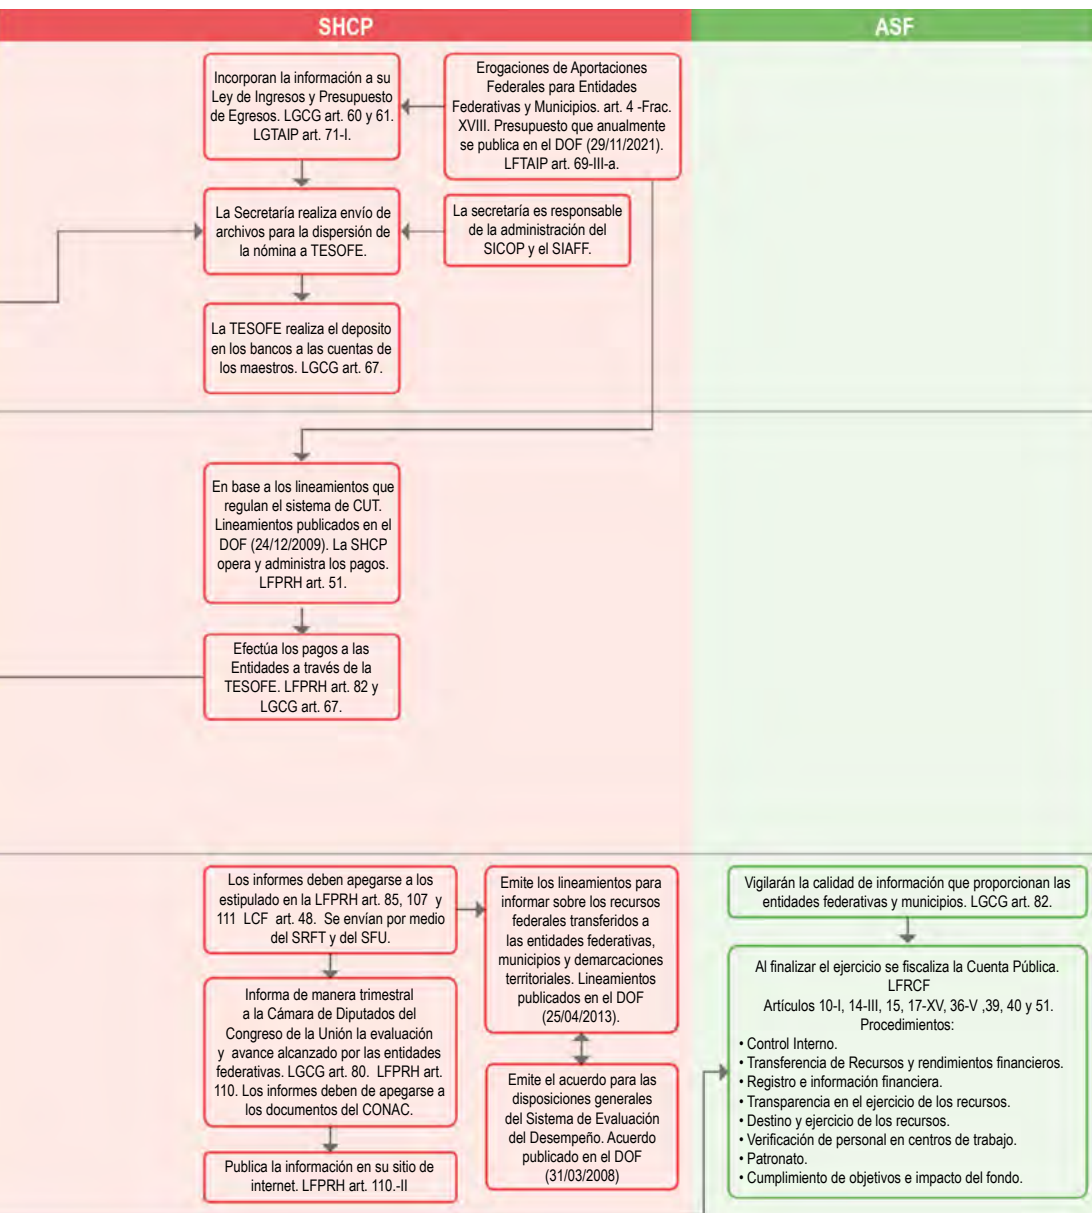 SHCP
ASF
Incorporan la información a su
Ley de Ingresos y Presupuesto
de Egresos. LGCG art. 60 y 61.
LGTAIP art. 71-I.
Erogaciones de Aportaciones
Federales para Entidades
Federativas y Municipios. art. 4 -Frac.
XVIII. Presupuesto que anualmente
se publica en el DOF (29/11/2021).
LFTAIP art. 69-III-a.
La Secretaría realiza envío de
archivos para la dispersión de
la nómina a TESOFE.
La secretaría es responsable
de la administración del
SICOP y el SIAFF.
La TESOFE realiza el deposito
en los bancos a las cuentas de
los maestros. LGCG art. 67.
En base a los lineamientos que
regulan el sistema de CUT.
Lineamientos publicados en el
DOF (24/12/2009). La SHCP
opera y administra los pagos.
LFPRH art. 51.
Efectúa los pagos a las
Entidades a través de la
TESOFE. LFPRH art. 82 y
LGCG art. 67.
Los informes deben apegarse a los
estipulado en la LFPRH art. 85, 107 y
111 LCF art. 48. Se envían por medio
del SRFT y del SFU.
Emite los lineamientos para
informar sobre los recursos
federales transferidos a
las entidades federativas,
municipios y demarcaciones
territoriales. Lineamientos
publicados en el DOF
(25/04/2013).
Informa de manera trimestral
a la Cámara de Diputados del
Congreso de la Unión la evaluación
y avance alcanzado por las entidades
federativas. LGCG art. 80. LFPRH art.
110. Los informes deben de apegarse a
los documentos del CONAC.
Emite el acuerdo para las
disposiciones generales
del Sistema de Evaluación
del Desempeño. Acuerdo
publicado en el DOF
(31/03/2008)
Publica la información en su sitio de
internet. LFPRH art. 110.-II
Vigilarán la calidad de información que proporcionan las
entidades federativas y municipios. LGCG art. 82.
Al finalizar el ejercicio se fiscaliza la Cuenta Pública.
LFRCF
Artículos 10-I, 14-III, 15, 17-XV, 36-V ,39, 40 y 51.
Procedimientos:
• Control Interno.
• Transferencia de Recursos y rendimientos financieros.
• Registro e información financiera.
• Transparencia en el ejercicio de los recursos.
• Destino y ejercicio de los recursos.
• Verificación de personal en centros de trabajo.
• Patronato.
• Cumplimiento de objetivos e impacto del fondo.